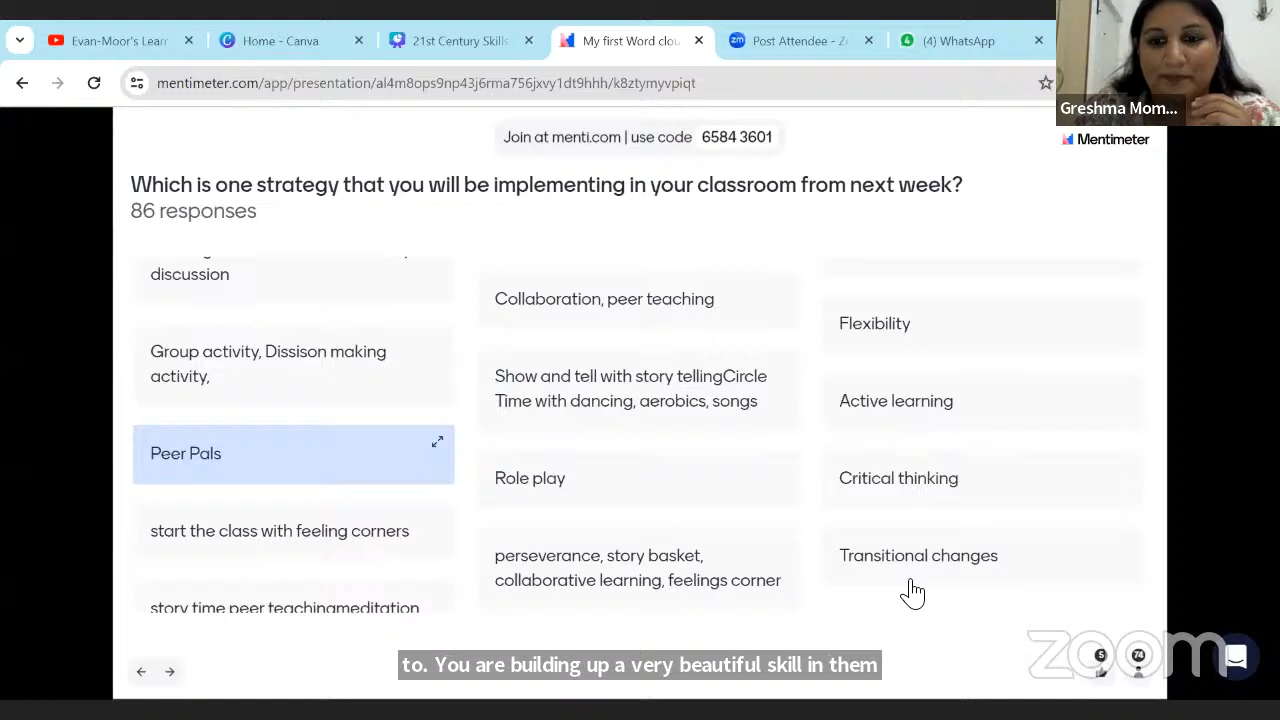 Evan-Moor's Learn
Home - Canva
21st Century Skills
My first Word clou
Post Attendee - Z
(4) WhatsApp
mentimeter.com/app/presentation/al4m8ops9np43j6rma756jxvy1dt9hhh/k8ztymyvpiqt
Greshma Mom...
Join at menti.com | use code 6584 3601
Mentimeter
Which is one strategy that you will be implementing in your classroom from next week?
86 responses
discussion
Group activity, Dissison making
activity,
Peer Pals
start the class with feeling corners
story time peer teachingmeditation
Collaboration, peer teaching
Show and tell with story tellingCircle
Time with dancing, aerobics, songs
Role play
perseverance, story basket,
collaborative learning, feelings corner
Flexibility
Active learning
Critical thinking
Transitional changes
to. You are building up a very beautiful skill in them
zoom
5
74